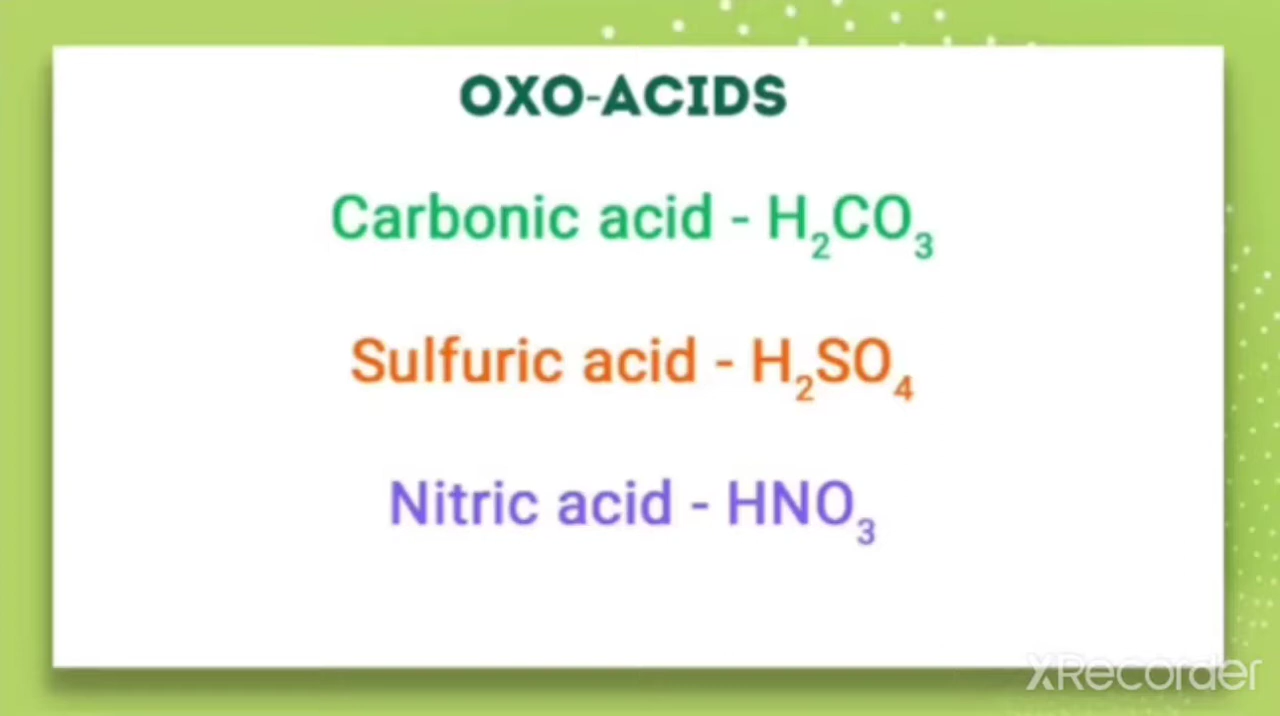 OXO-ACIDS
Carbonic acid - H₂CO₃
Sulfuric acid - H₂SO₄
Nitric acid - HNO₃
XRecorder